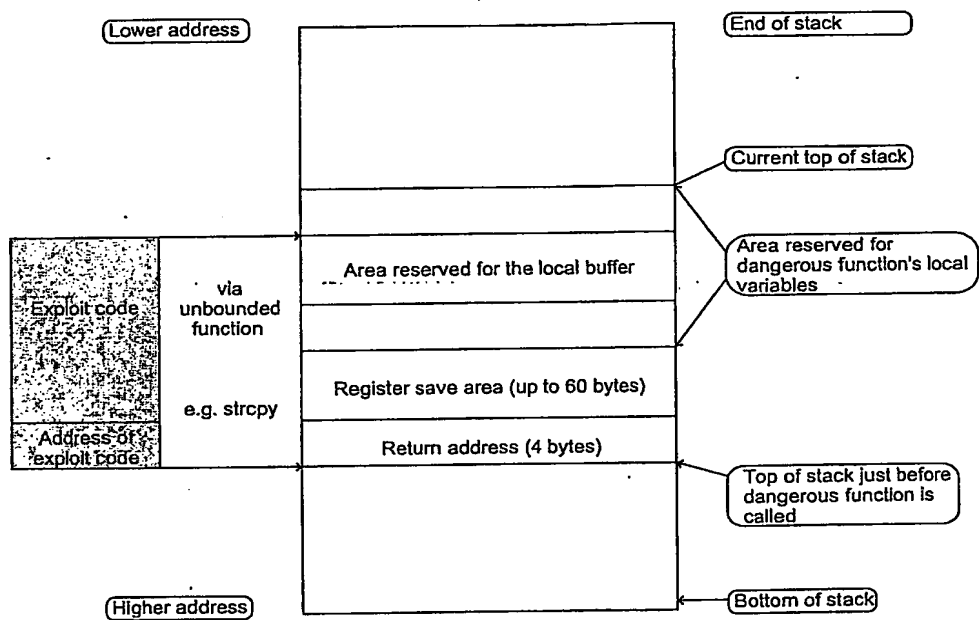 Lower address
End of stack
Current top of stack
Area reserved for
dangerous function's local
variables
Area reserved for the local buffer
Exploit code
via
unbounded
function
Register save area (up to 60 bytes)
e.g. strcpy
Address of
exploit code
Return address (4 bytes)
Top of stack just before
dangerous function is
called
Higher address
Bottom of stack